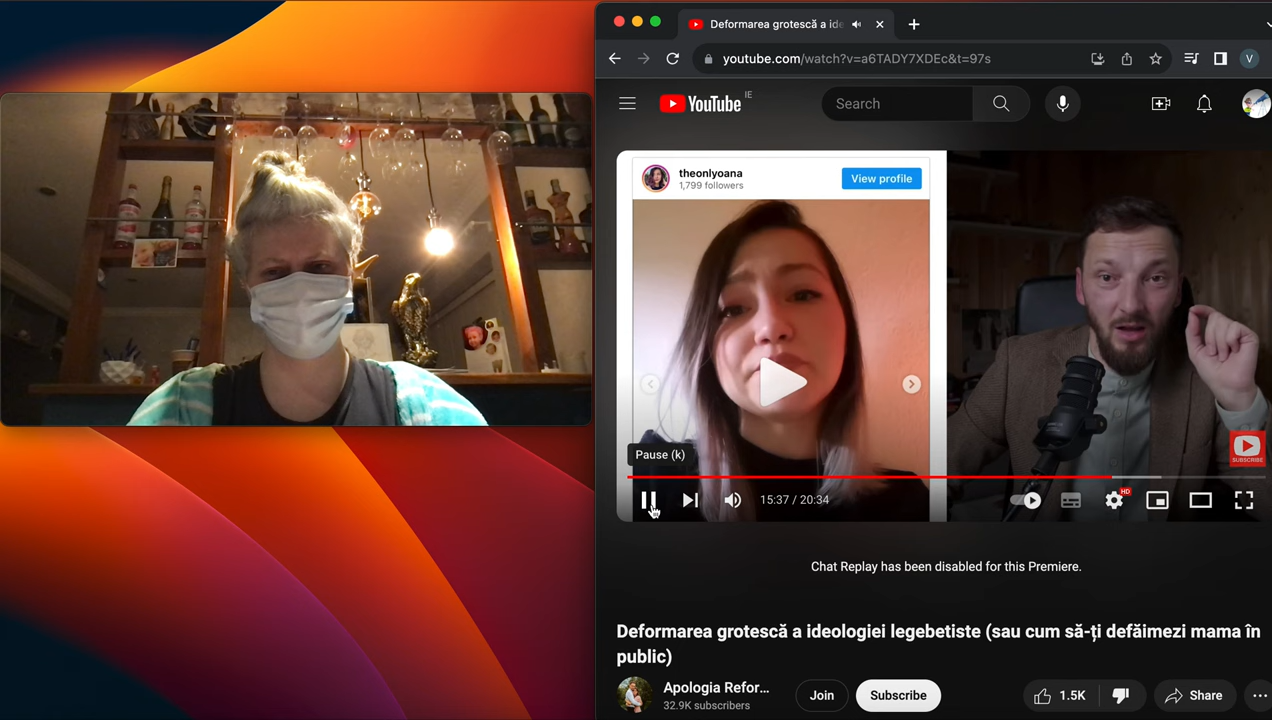 Deformarea grotescă a ide
youtube.com/watch?v=a6TADY7XDEc&t=97s
V
YouTube IE
Search
theonlyoana
1,799 followers
View profile
SUBSCRIBE
Pause (k)
15:37 / 20:34
HD
Chat Replay has been disabled for this Premiere.
Deformarea grotescă a ideologiei legebetiste (sau cum să-ți defăimezi mama în
public)
Apologia Refor...
32.9K subscribers
Join
Subscribe
1.5K
Share